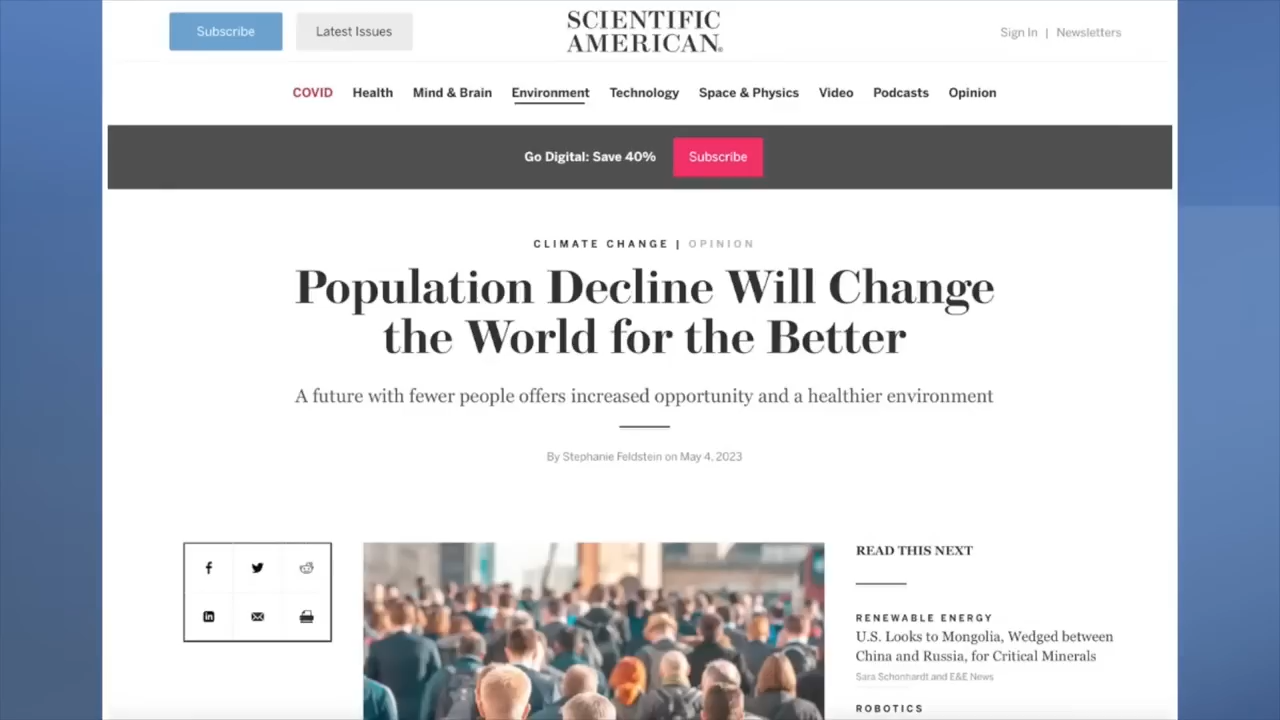 Subscribe
Latest Issues
SCIENTIFIC
AMERICAN®
Sign In | Newsletters
COVID Health Mind & Brain Environment Technology Space & Physics Video Podcasts Opinion
Go Digital: Save 40% Subscribe
CLIMATE CHANGE | OPINION
Population Decline Will Change
the World for the Better
A future with fewer people offers increased opportunity and a healthier environment
By Stephanie Feldstein on May 4, 2023
READ THIS NEXT
RENEWABLE ENERGY
U.S. Looks to Mongolia, Wedged between
China and Russia, for Critical Minerals
Sara Schonhardt and E&E News
ROBOTICS